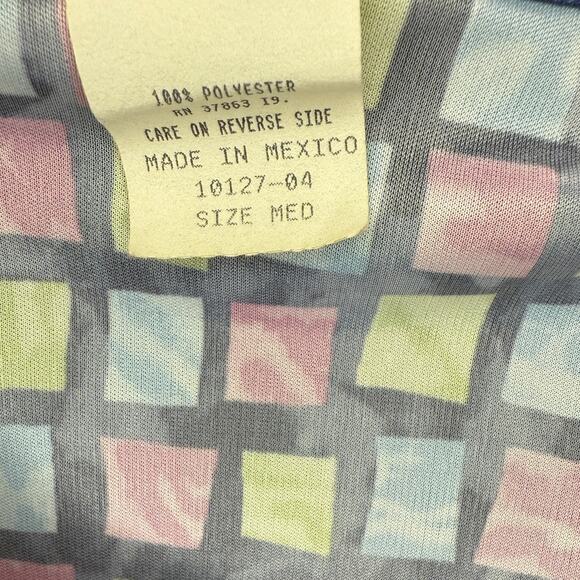 100% POLYESTER
RN 37863 19.
CARE ON REVERSE SIDE
MADE IN MEXICO
10127-04
SIZE MED